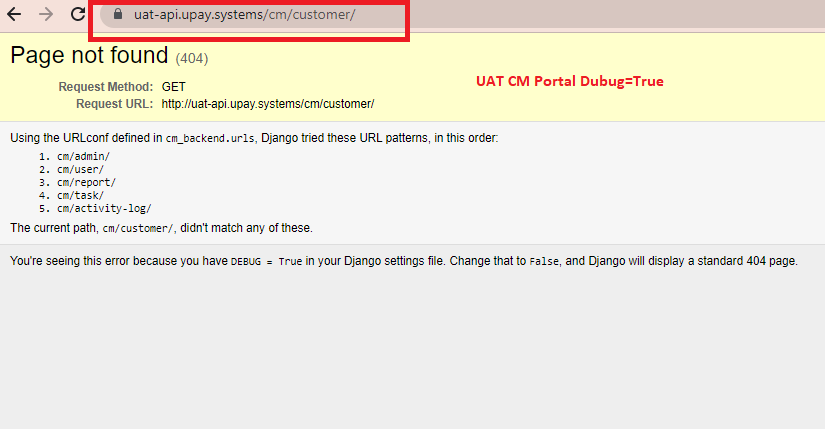 uat-api.upay.systems/cm/customer/
Page not found (404)
Request Method: GET
Request URL: http://uat-api.upay.systems/cm/customer/
UAT CM Portal Dubug=True
Using the URLconf defined in cm_backend.urls, Django tried these URL patterns, in this order:
1. cm/admin/
2. cm/user/
3. cm/report/
4. cm/task/
5. cm/activity-log/
The current path, cm/customer/, didn't match any of these.
You're seeing this error because you have DEBUG = True in your Django settings file. Change that to False, and Django will display a standard 404 page.